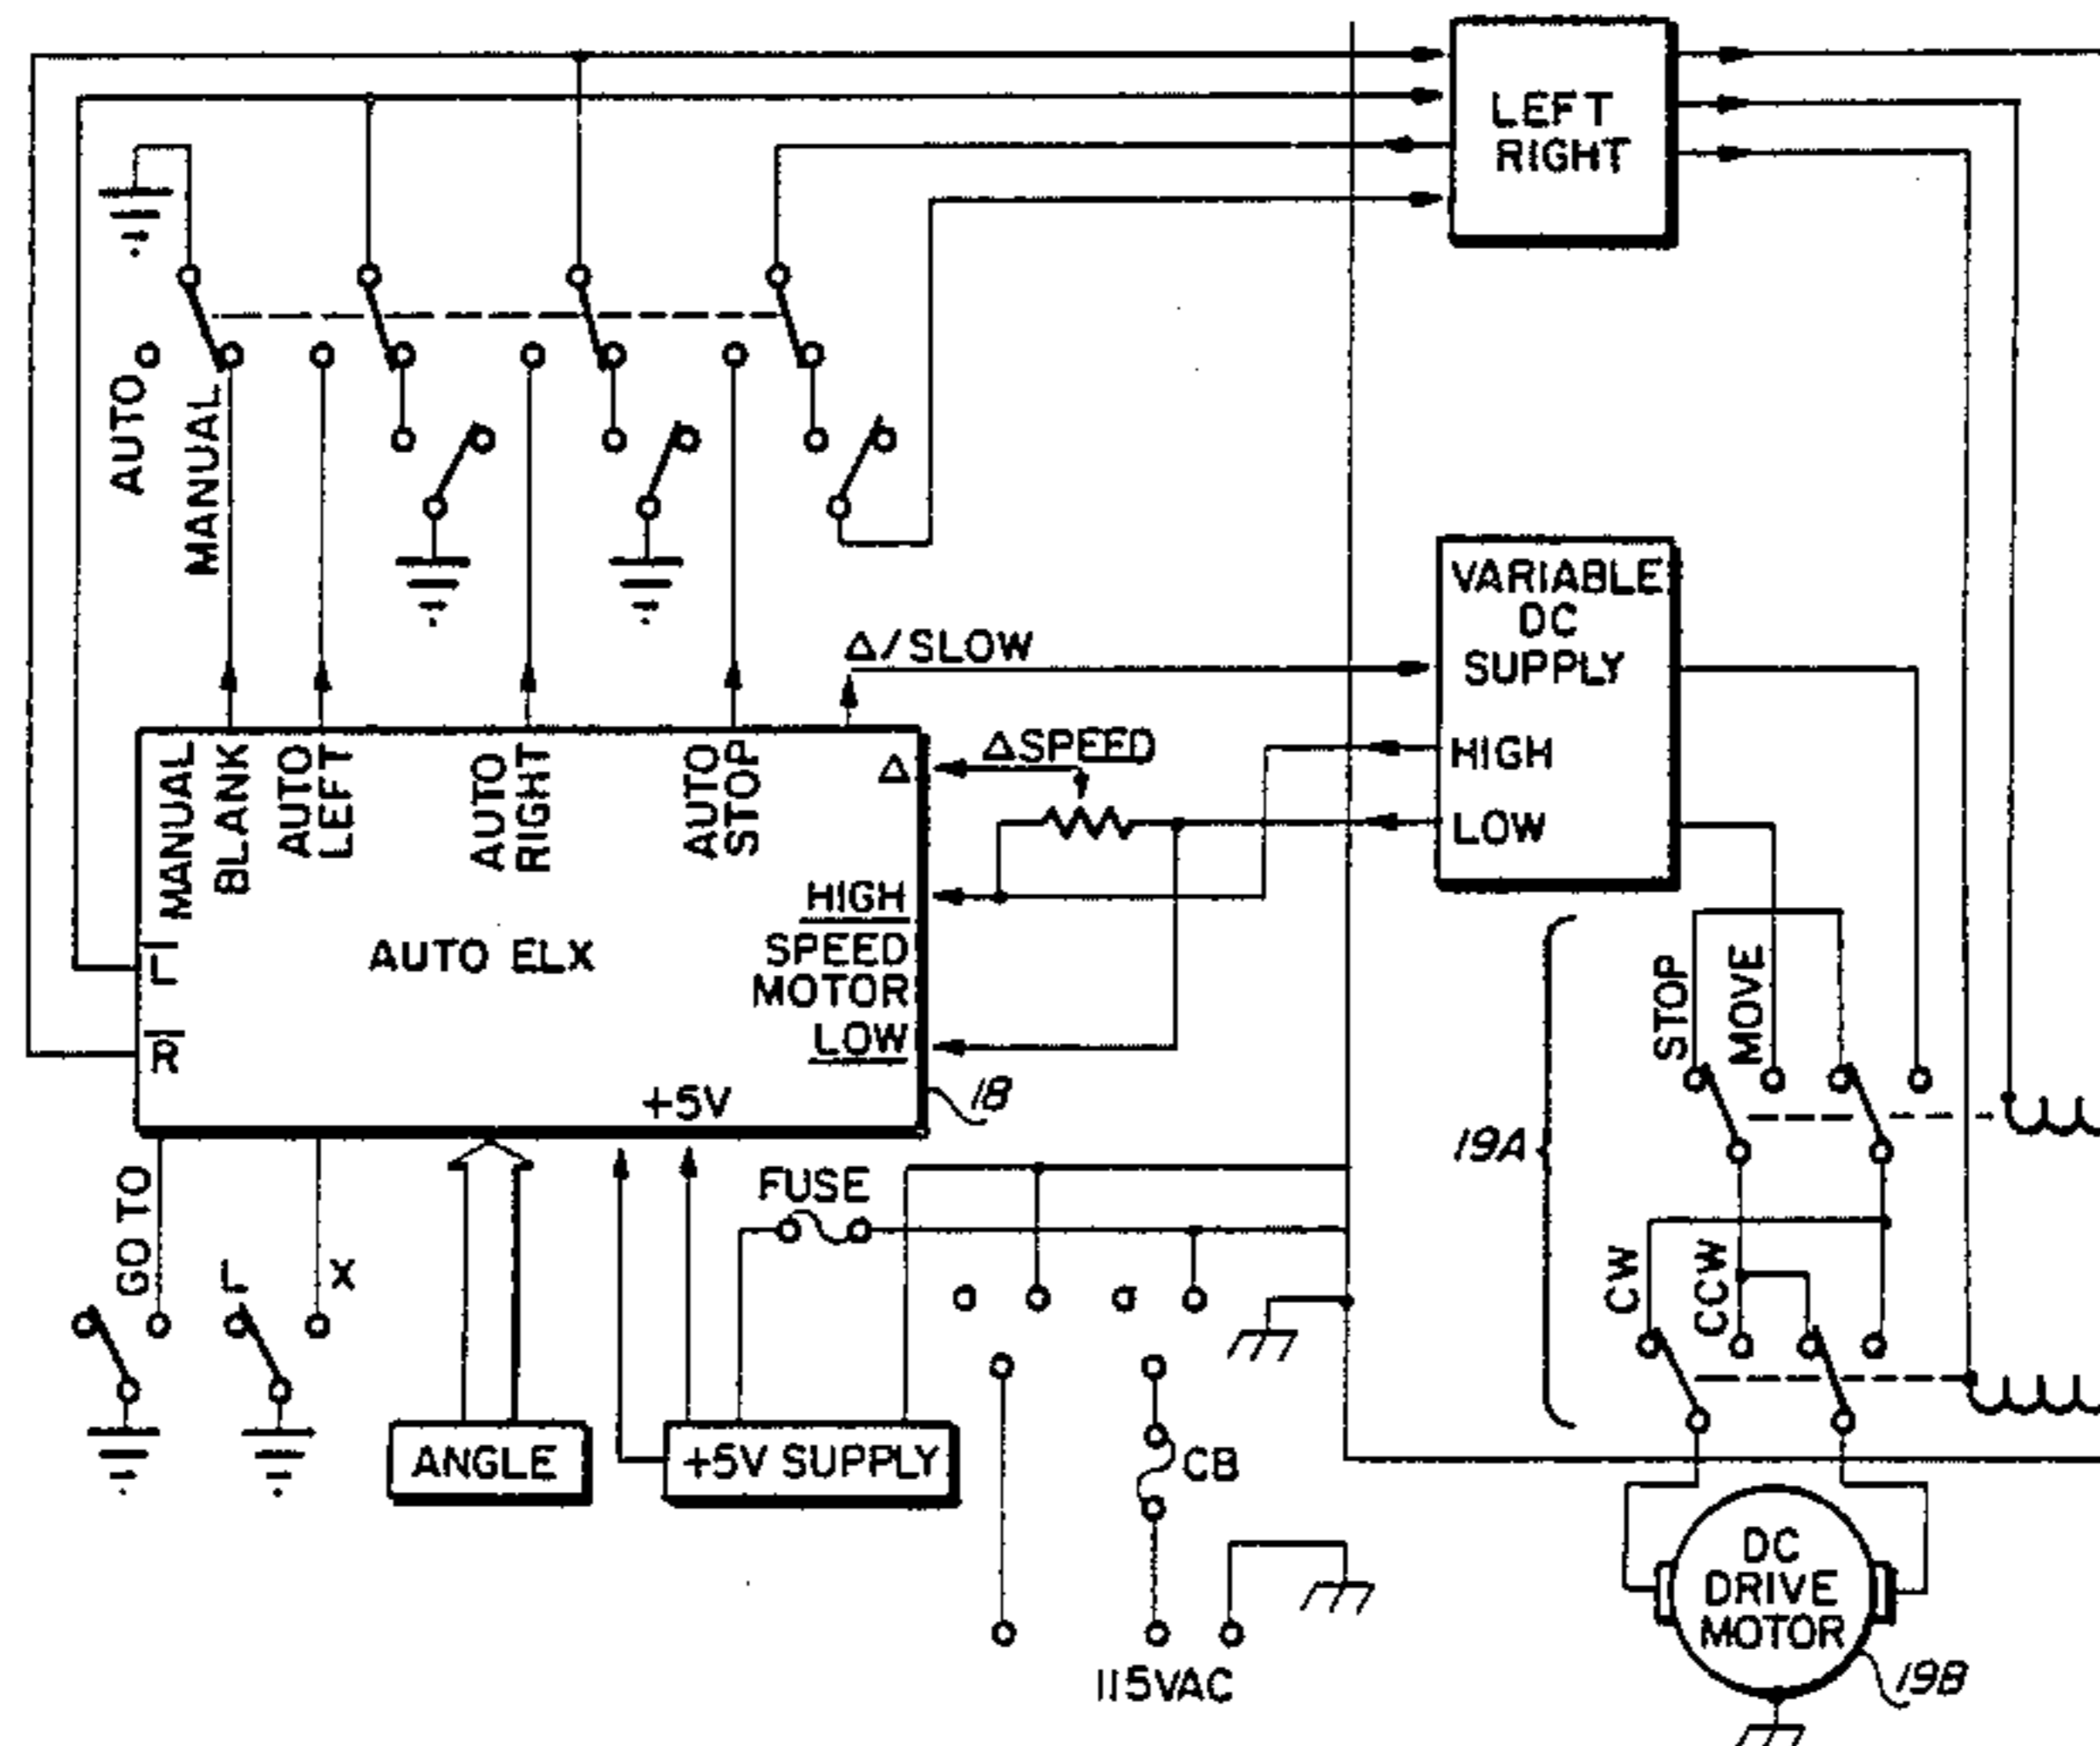 LEFT
RIGHT
AUTO
MANUAL
VARIABLE
DC
SUPPLY
HIGH
LOW
Δ/SLOW
ΔSPEED
Δ
MANUAL
BLANK
AUTO
LEFT
AUTO
RIGHT
AUTO
STOP
HIGH
SPEED
MOTOR
LOW
L
R
AUTO ELX
+5V
18
STOP
MOVE
19A
FUSE
GO TO
L
X
CW
CCW
ANGLE
+5V SUPPLY
CB
115VAC
DC
DRIVE
MOTOR
19B